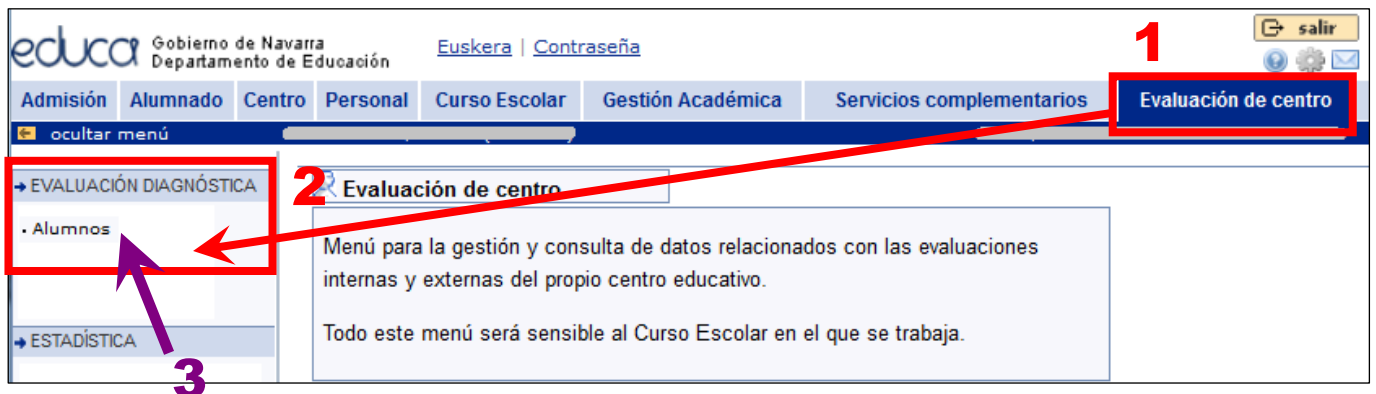 educa Gobierno de Navarra
Departamento de Educación
Euskera | Contraseña
1
salir
Admisión Alumnado Centro Personal Curso Escolar Gestión Académica Servicios complementarios Evaluación de centro
ocultar menú
EVALUACIÓN DIAGNÓSTICA
2
Evaluación de centro
· Alumnos
Menú para la gestión y consulta de datos relacionados con las evaluaciones
internas y externas del propio centro educativo.
Todo este menú será sensible al Curso Escolar en el que se trabaja.
ESTADÍSTICA
3